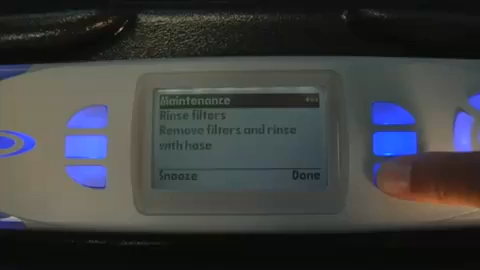 Maintenance
Rinse filters
Remove filters and rinse
with hose
Snooze Done